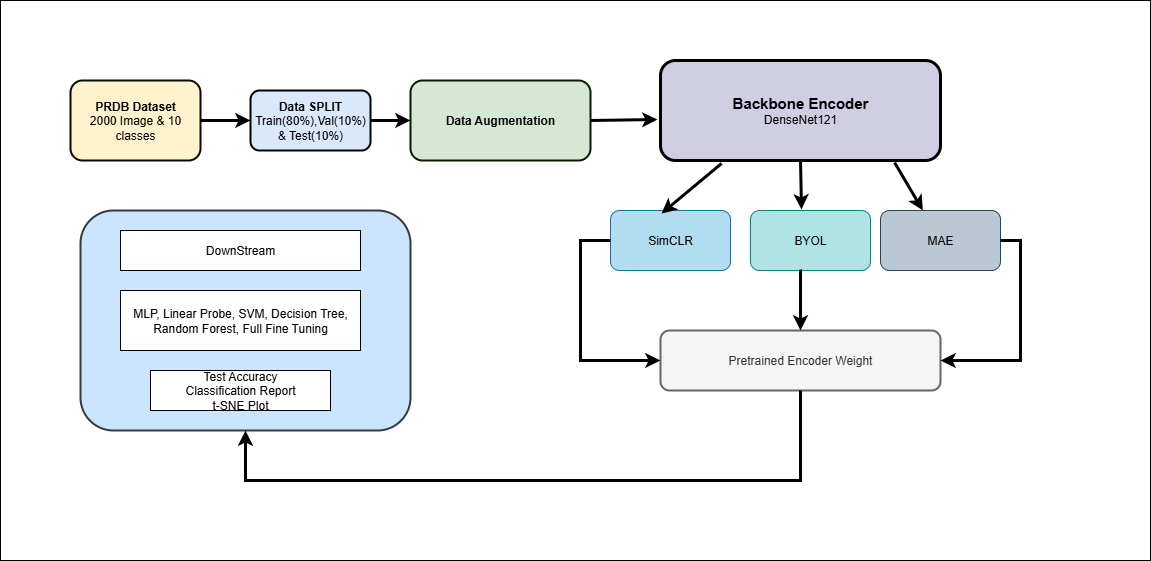 PRDB Dataset
2000 Image & 10
classes
Data SPLIT
Train(80%),Val(10%)
& Test(10%)
Data Augmentation
Backbone Encoder
DenseNet121
SimCLR
BYOL
MAE
Pretrained Encoder Weight
DownStream
MLP, Linear Probe, SVM, Decision Tree,
Random Forest, Full Fine Tuning
Test Accuracy
Classification Report
t-SNE Plot